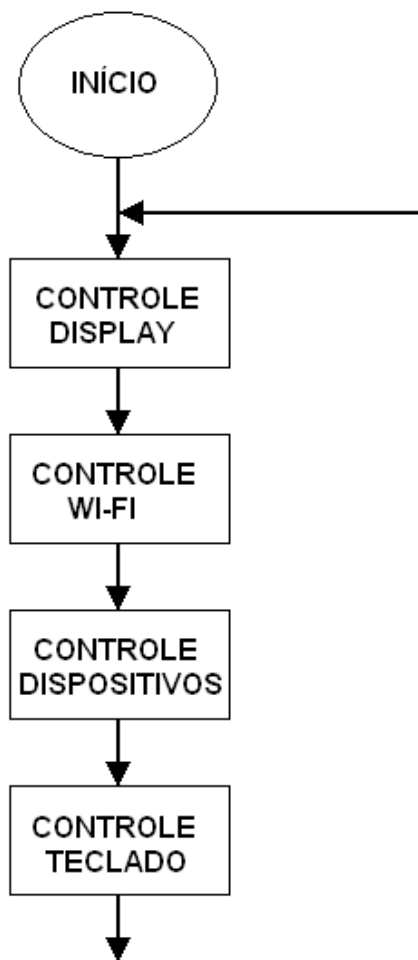 INÍCIO
CONTROLE
DISPLAY
CONTROLE
WI-FI
CONTROLE
DISPOSITIVOS
CONTROLE
TECLADO